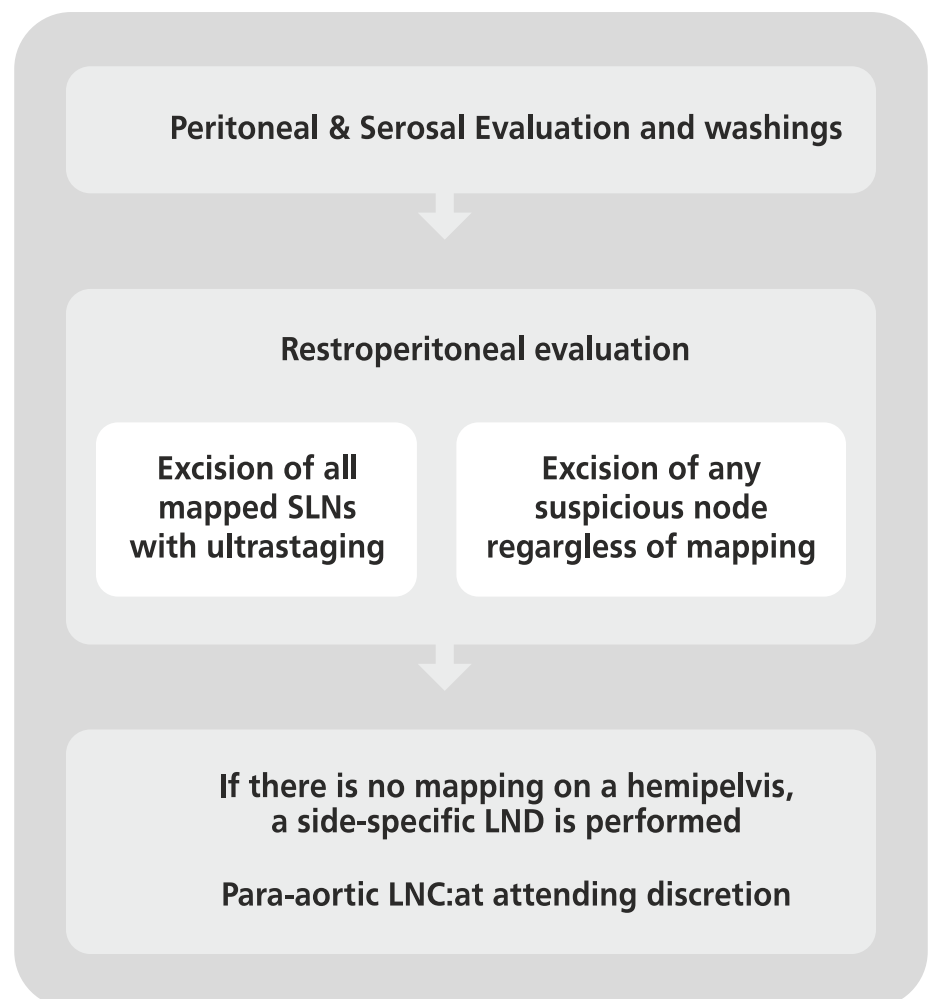 Peritoneal & Serosal Evaluation and washings
Restroperitoneal evaluation
Excision of all
mapped SLNs
with ultrastaging
Excision of any
suspicious node
regargless of mapping
If there is no mapping on a hemipelvis,
a side-specific LND is performed
Para-aortic LNC:at attending discretion